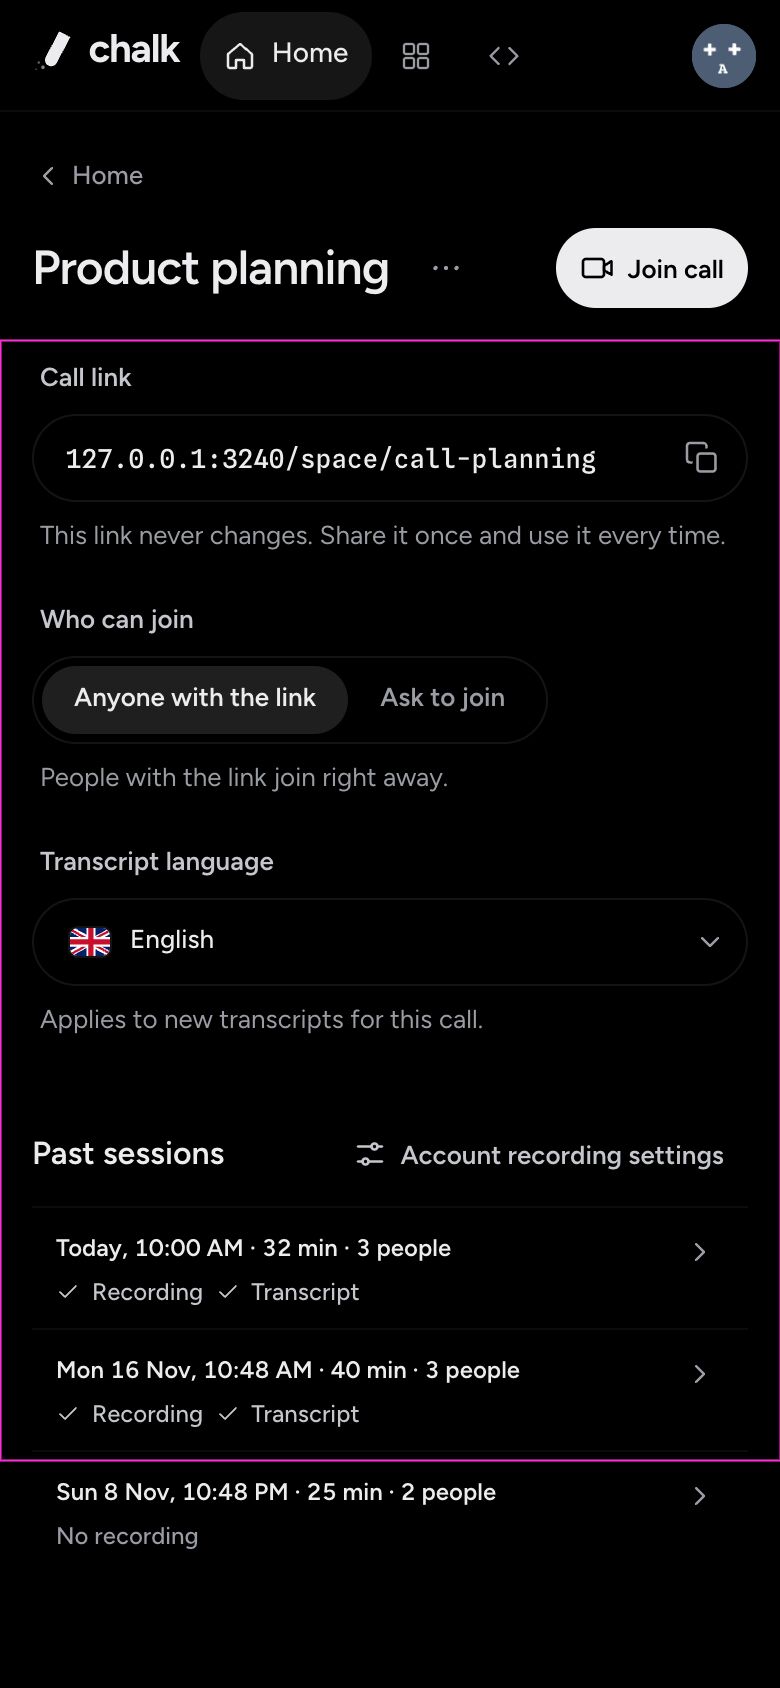 chalk
Home
A
Home
Product planning
Join call
Call link
127.0.0.1:3240/space/call-planning
This link never changes. Share it once and use it every time.
Who can join
Anyone with the link
Ask to join
People with the link join right away.
Transcript language
English
Applies to new transcripts for this call.
Past sessions
Account recording settings
Today, 10:00 AM · 32 min · 3 people
Recording
Transcript
Mon 16 Nov, 10:48 AM · 40 min · 3 people
Recording
Transcript
Sun 8 Nov, 10:48 PM · 25 min · 2 people
No recording